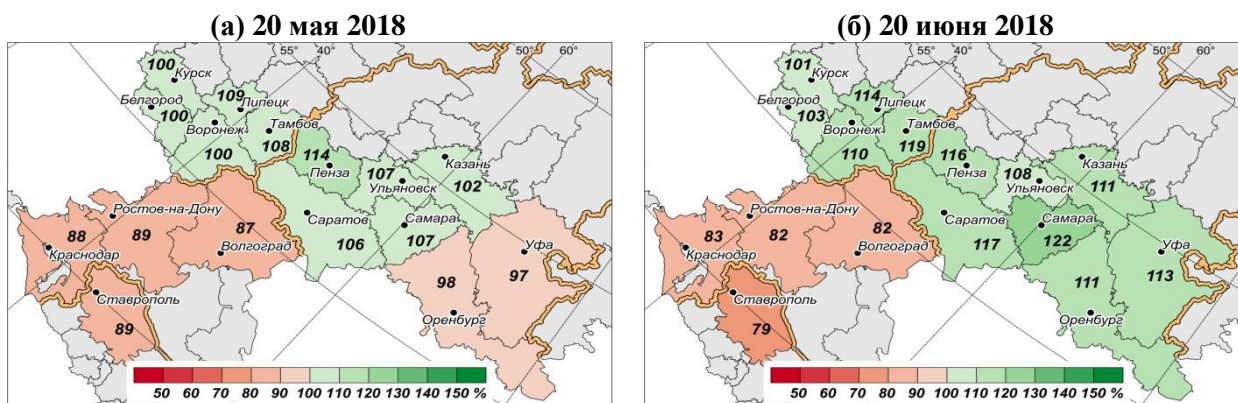 (а) 20 мая 2018
55° 40° 50° 60°
100
Курск
Белгород
100
109
Липецк
Воронеж
100
Тамбов
108
114
Пенза
107
Ульяновск
Казань
102
Ростов-на-Дону
88
89
87
Краснодар
Волгоград
Саратов
106
Самара
107
Уфа
97
98
Оренбург
Ставрополь
89
50 60 70 80 90 100 110 120 130 140 150 %
(б) 20 июня 2018
55° 40° 50° 60°
101
Курск
Белгород
103
114
Липецк
Воронеж
110
Тамбов
119
116
Пенза
108
Ульяновск
Казань
111
Ростов-на-Дону
83
82
82
Краснодар
Волгоград
Саратов
117
Самара
122
Уфа
113
111
Оренбург
Ставрополь
79
50 60 70 80 90 100 110 120 130 140 150 %